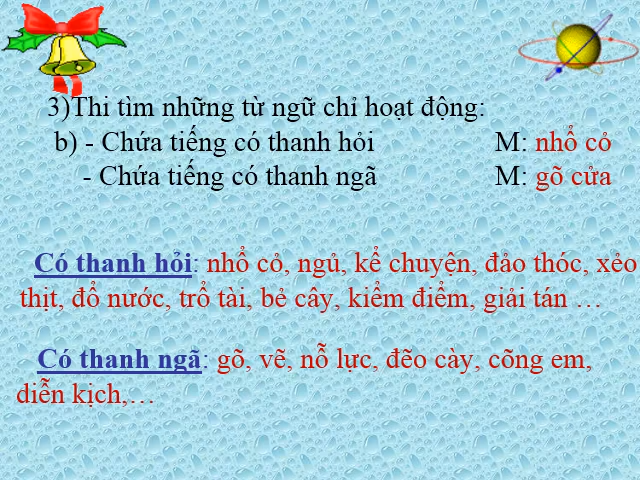 3)Thi tìm những từ ngữ chỉ hoạt động:
b) - Chứa tiếng có thanh hỏi M: nhổ cỏ
- Chứa tiếng có thanh ngã M: gõ cửa
Có thanh hỏi: nhổ cỏ, ngủ, kể chuyện, đảo thóc, xẻo
thịt, đổ nước, trổ tài, bẻ cây, kiểm điểm, giải tán …
Có thanh ngã: gõ, vẽ, nỗ lực, đẽo cày, cõng em,
diễn kịch,…